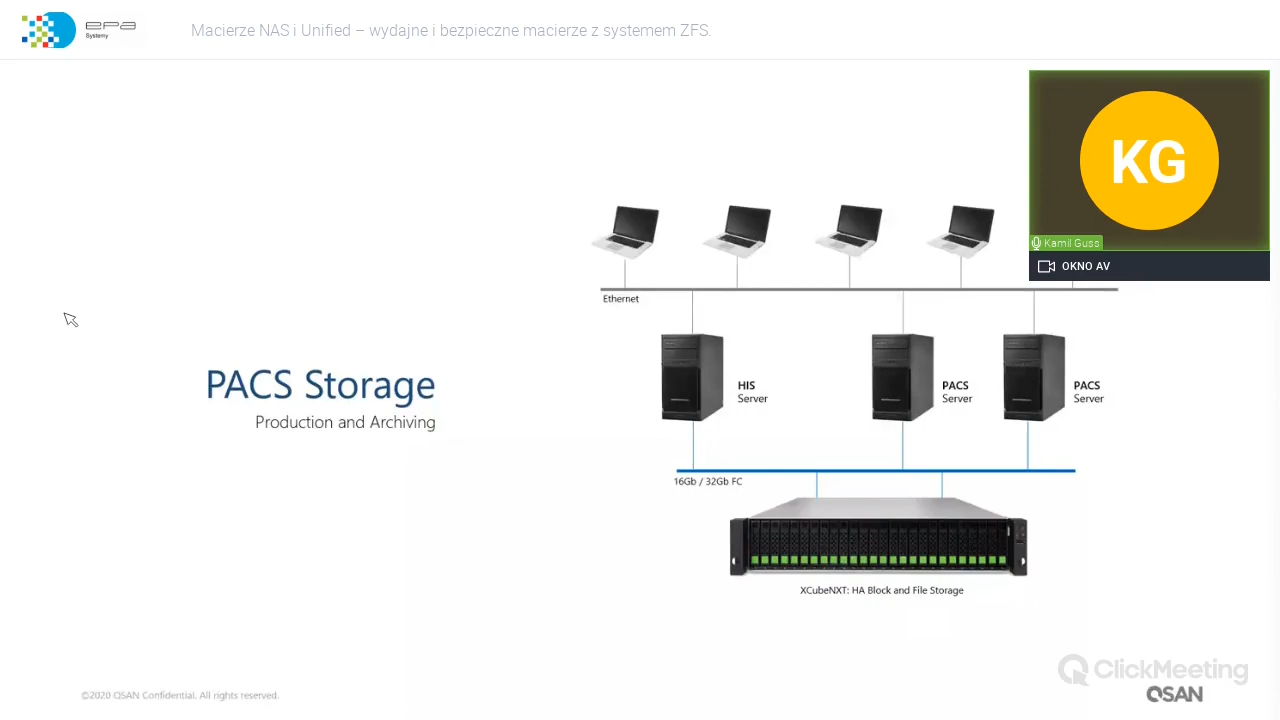 epa
Systemy
Macierze NAS i Unified – wydajne i bezpieczne macierze z systemem ZFS.
KG
Kamil Guss
OKNO AV
Ethernet
PACS Storage
Production and Archiving
HIS
Server
PACS
Server
PACS
Server
16Gb / 32Gb FC
XCubeNXT: HA Block and File Storage
ClickMeeting
©2020 QSAN Confidential. All rights reserved.
QSAN